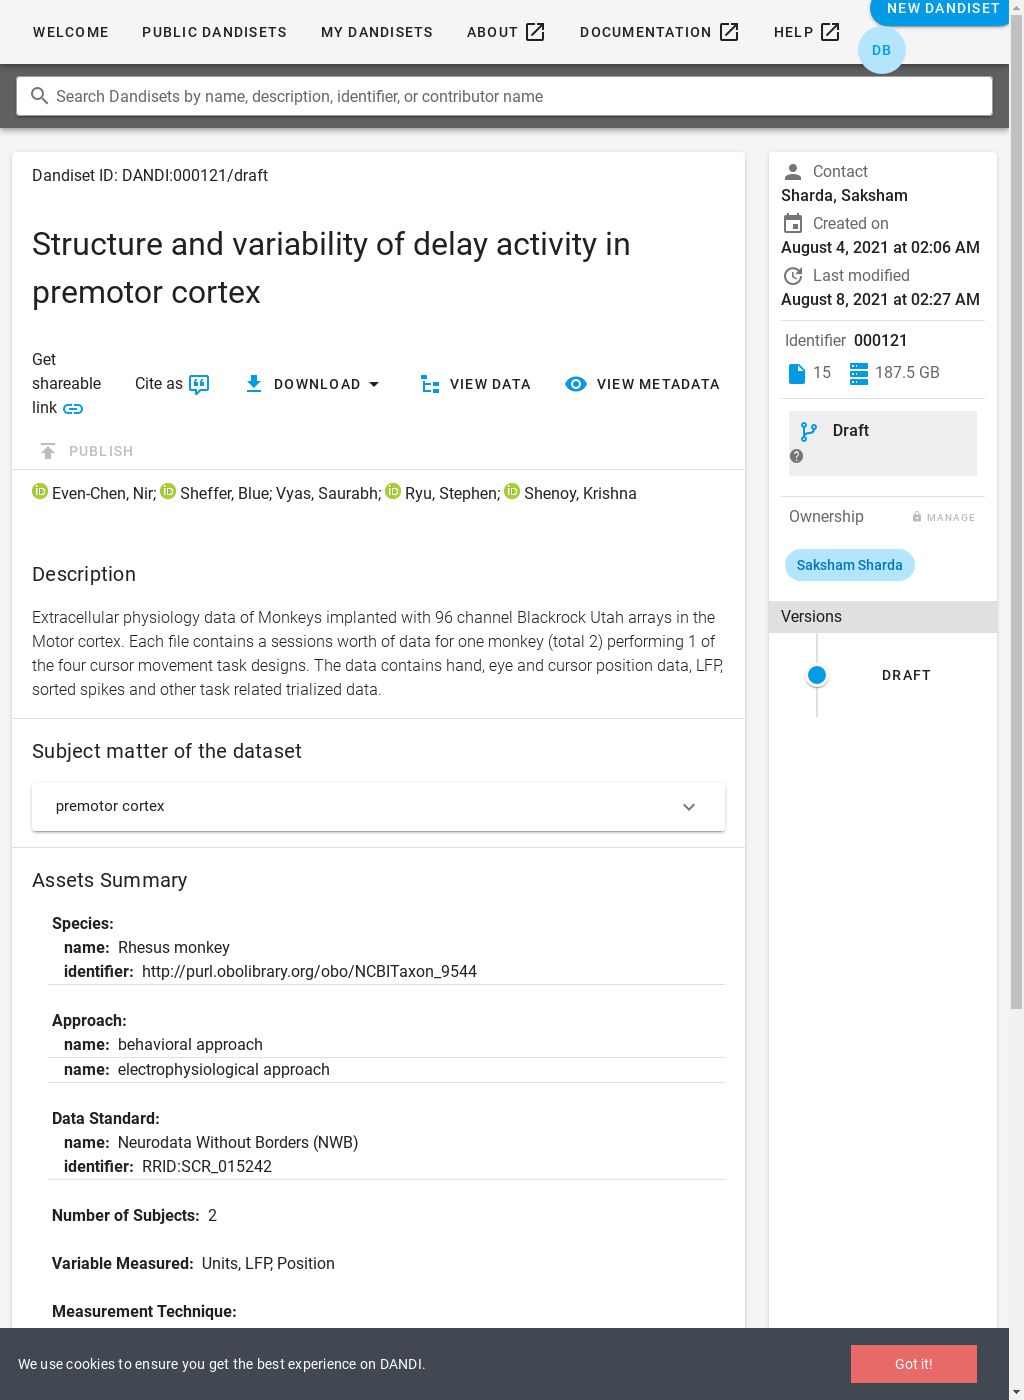 WELCOME
PUBLIC DANDISETS
MY DANDISETS
ABOUT
DOCUMENTATION
HELP
NEW DANDISET
DB
Search Dandisets by name, description, identifier, or contributor name
Dandiset ID: DANDI:000121/draft
Structure and variability of delay activity in
premotor cortex
Get
shareable
link
Cite as
DOWNLOAD
VIEW DATA
VIEW METADATA
PUBLISH
Even-Chen, Nir; Sheffer, Blue; Vyas, Saurabh; Ryu, Stephen; Shenoy, Krishna
Description
Extracellular physiology data of Monkeys implanted with 96 channel Blackrock Utah arrays in the
Motor cortex. Each file contains a sessions worth of data for one monkey (total 2) performing 1 of
the four cursor movement task designs. The data contains hand, eye and cursor position data, LFP,
sorted spikes and other task related trialized data.
Subject matter of the dataset
premotor cortex
Assets Summary
Species:
name: Rhesus monkey
identifier: http://purl.obolibrary.org/obo/NCBITaxon_9544
Approach:
name: behavioral approach
name: electrophysiological approach
Data Standard:
name: Neurodata Without Borders (NWB)
identifier: RRID:SCR_015242
Number of Subjects: 2
Variable Measured: Units, LFP, Position
Measurement Technique:
Contact
Sharda, Saksham
Created on
August 4, 2021 at 02:06 AM
Last modified
August 8, 2021 at 02:27 AM
Identifier 000121
15
187.5 GB
Draft
Ownership
MANAGE
Saksham Sharda
Versions
DRAFT
We use cookies to ensure you get the best experience on DANDI.
Got it!